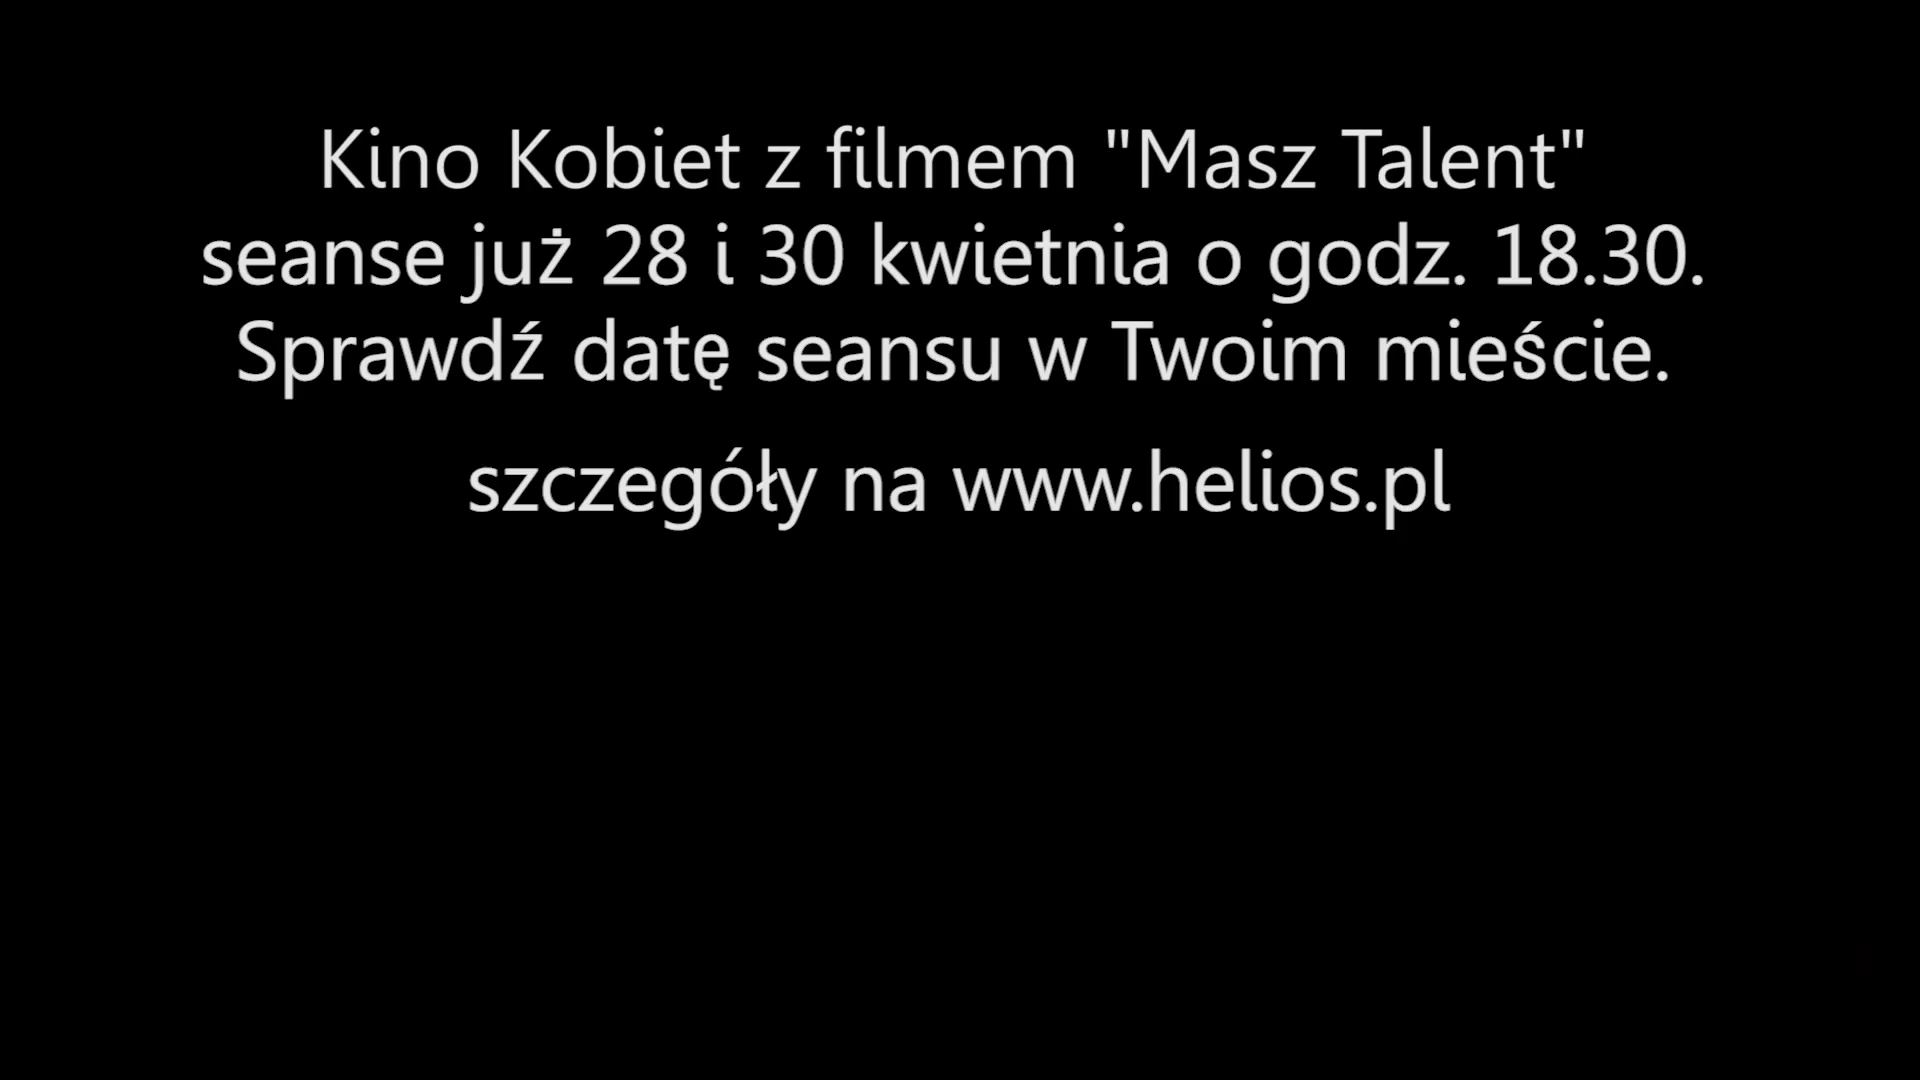 Kino Kobiet z filmem "Masz Talent"
seanse już 28 i 30 kwietnia o godz. 18.30.
Sprawdź datę seansu w Twoim mieście.
szczegóły na www.helios.pl